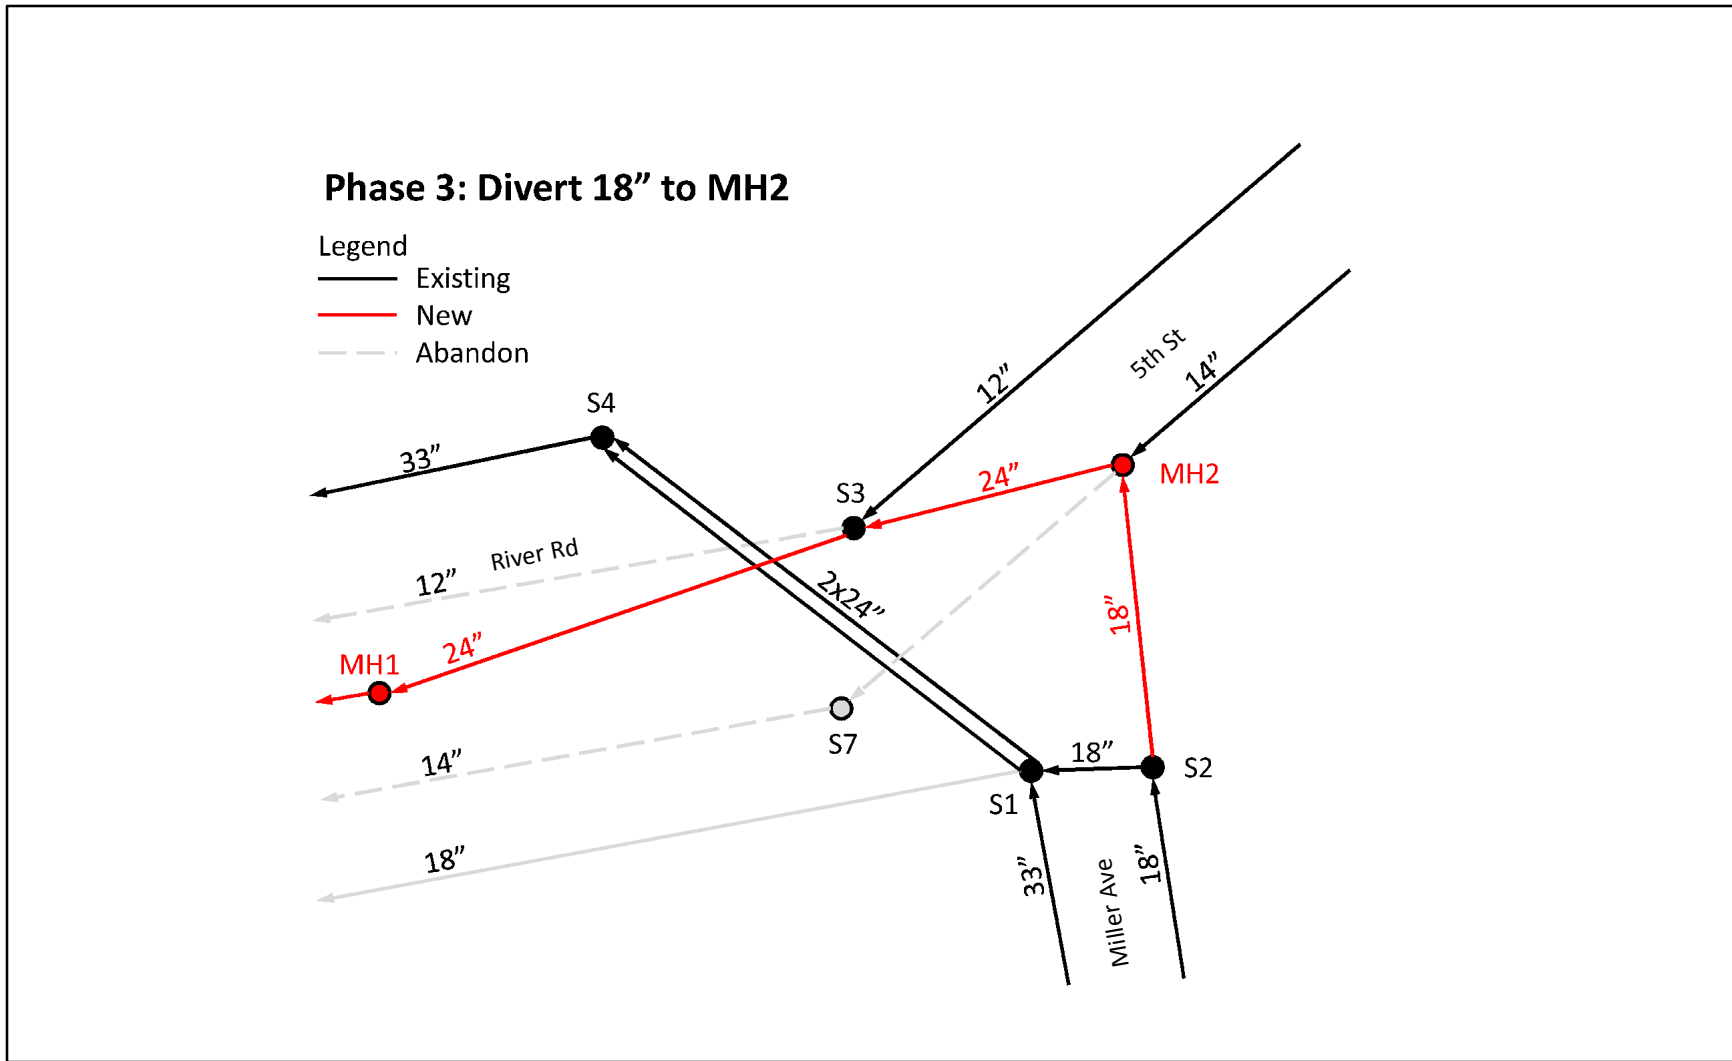 Phase 3: Divert 18” to MH2
Legend
Existing
New
Abandon
S4
33”
12”
5th St
14”
MH2
24”
S3
River Rd
12”
2x24”
18”
24”
MH1
S7
14”
18”
S2
S1
18”
33”
Miller Ave
18”